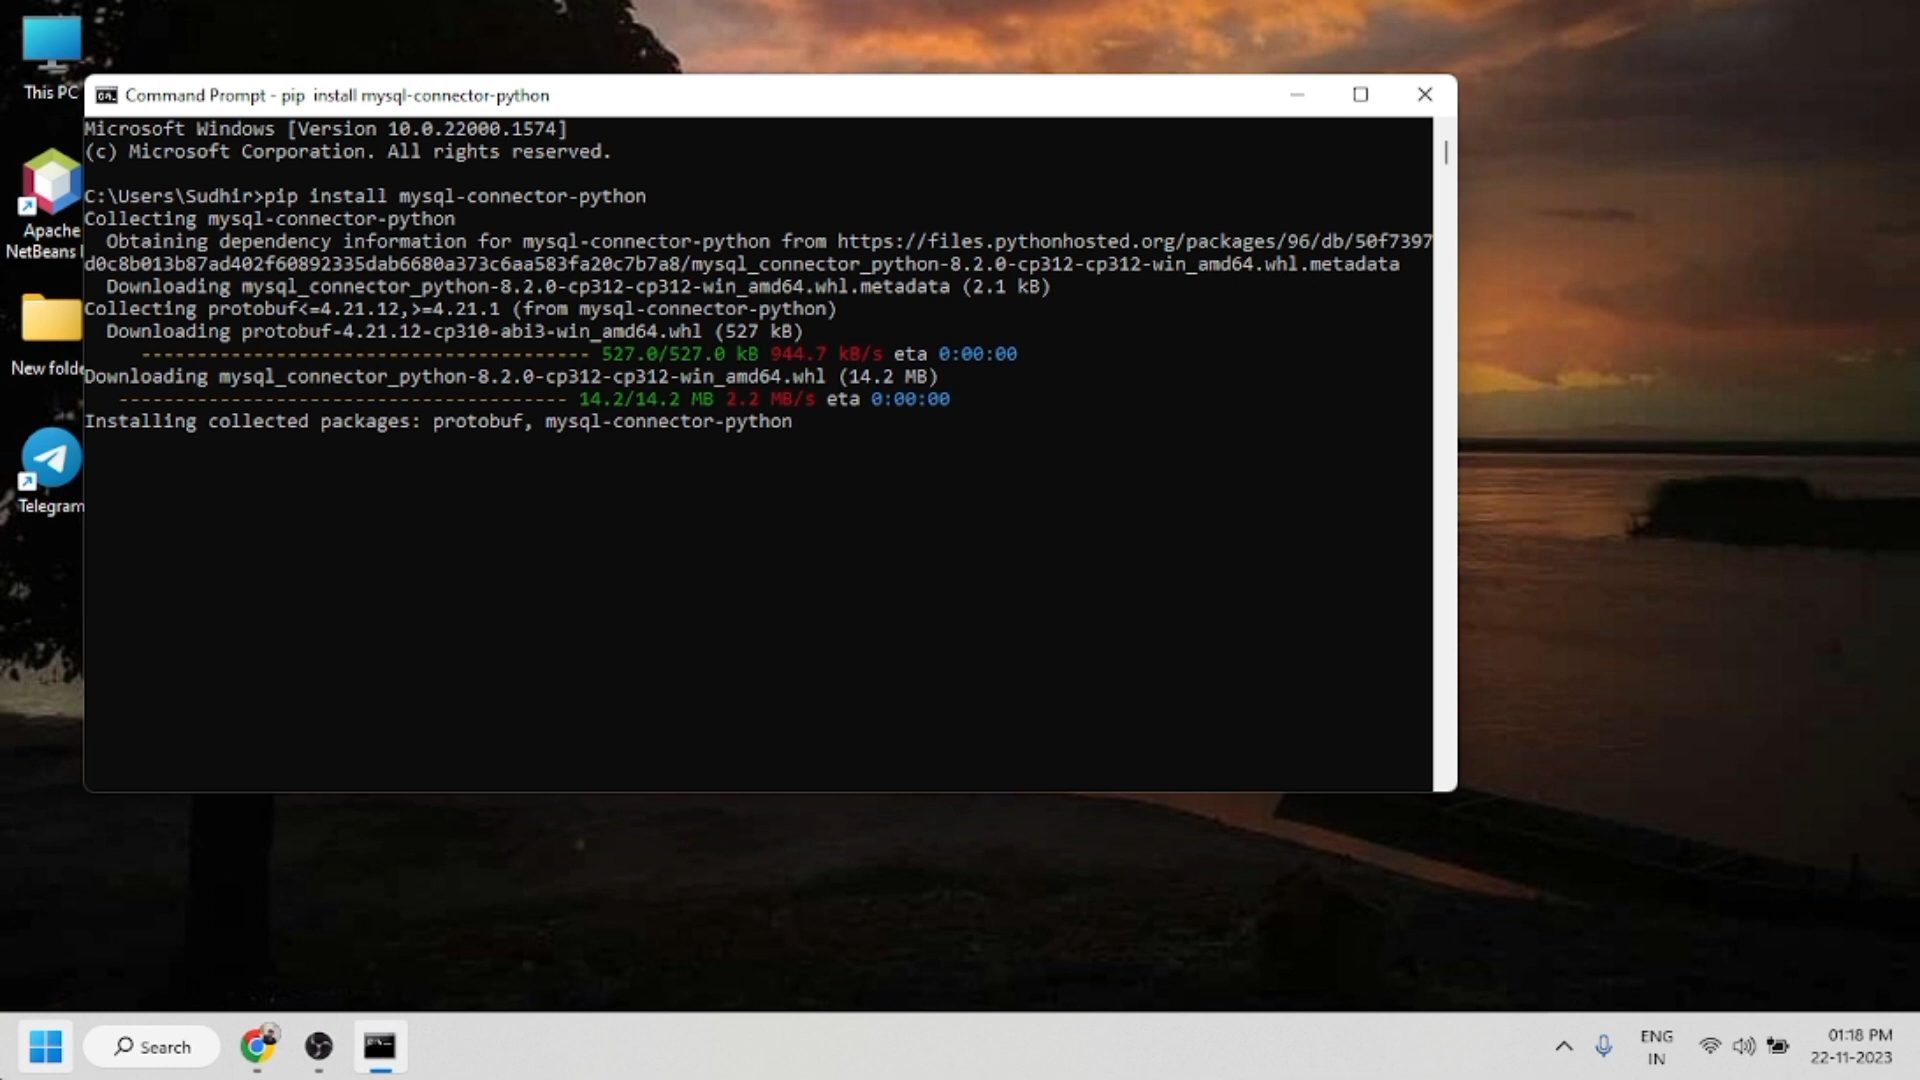 This PC
Apache
NetBeans
New folde
Telegram
Command Prompt - pip  install mysql-connector-python
Microsoft Windows [Version 10.0.22000.1574]
(c) Microsoft Corporation. All rights reserved.
C:\Users\Sudhir>pip install mysql-connector-python
Collecting mysql-connector-python
  Obtaining dependency information for mysql-connector-python from https://files.pythonhosted.org/packages/96/db/50f7397
d0c8b013b87ad402f60892335dab6680a373c6aa583fa20c7b7a8/mysql_connector_python-8.2.0-cp312-cp312-win_amd64.whl.metadata
  Downloading mysql_connector_python-8.2.0-cp312-cp312-win_amd64.whl.metadata (2.1 kB)
Collecting protobuf<=4.21.12,>=4.21.1 (from mysql-connector-python)
  Downloading protobuf-4.21.12-cp310-abi3-win_amd64.whl (527 kB)
     ---------------------------------------- 527.0/527.0 kB 944.7 kB/s eta 0:00:00
Downloading mysql_connector_python-8.2.0-cp312-cp312-win_amd64.whl (14.2 MB)
   ---------------------------------------- 14.2/14.2 MB 2.2 MB/s eta 0:00:00
Installing collected packages: protobuf, mysql-connector-python
Search
ENG
IN
01:18 PM
22-11-2023